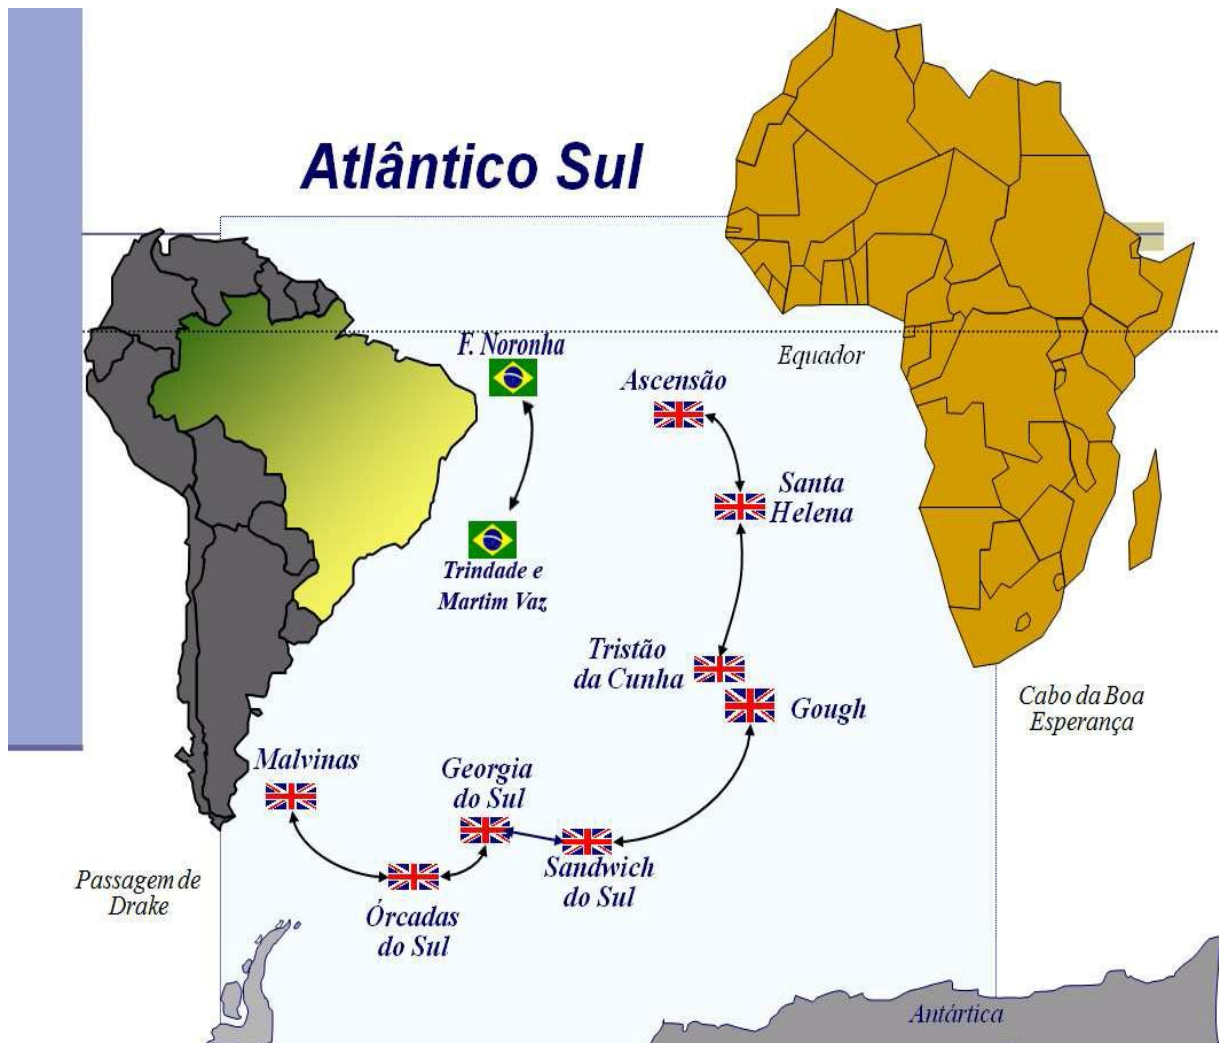 Atlântico Sul
F. Noronha
Equador
Ascensão
Santa
Helena
Trindade e
Martim Vaz
Tristão
da Cunha
Gough
Cabo da Boa
Esperança
Malvinas
Georgia
do Sul
Sandwich
do Sul
Passagem de
Drake
Órcadas
do Sul
Antártica